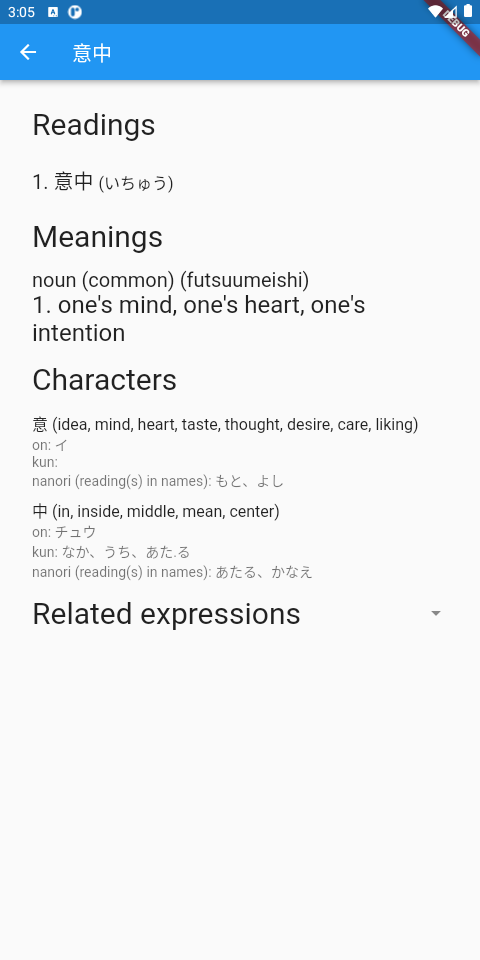 3:05
DEBUG
意中
Readings
1. 意中 (いちゅう)
Meanings
noun (common) (futsuumeishi)
1. one's mind, one's heart, one's
intention
Characters
意 (idea, mind, heart, taste, thought, desire, care, liking)
on: イ
kun:
nanori (reading(s) in names): もと、よし
中 (in, inside, middle, mean, center)
on: チュウ
kun: なか、うち、あた.る
nanori (reading(s) in names): あたる、かなえ
Related expressions